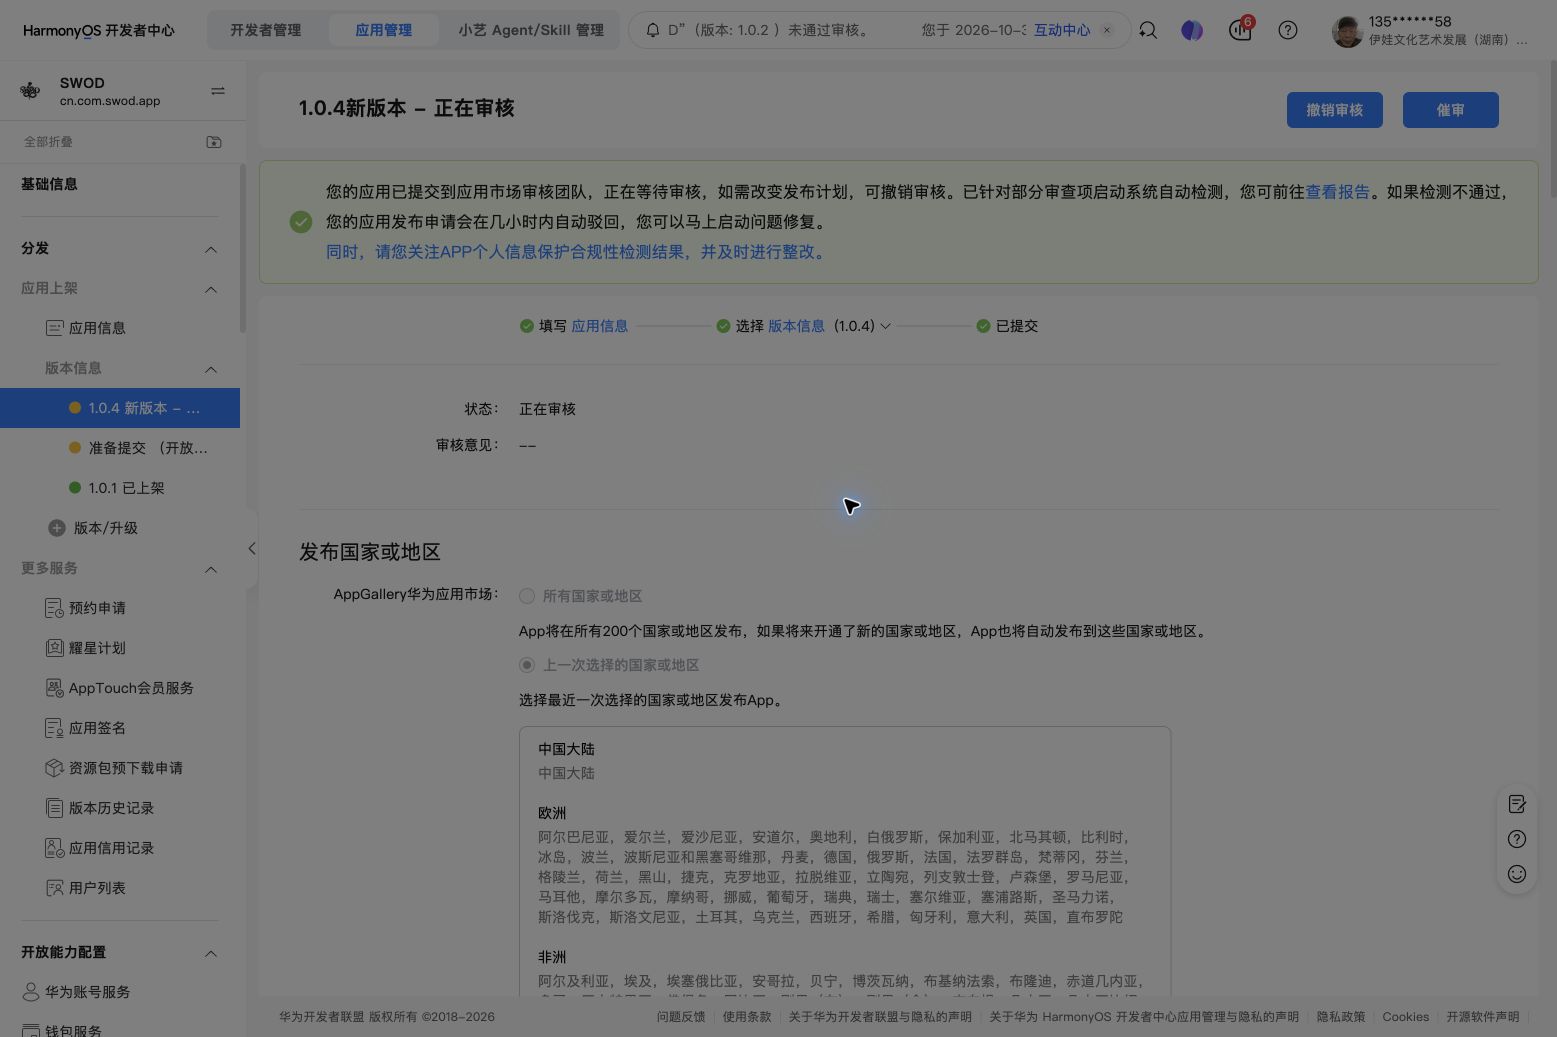 HarmonyOS 开发者中心
开发者管理
应用管理
小艺 Agent/Skill 管理
D”（版本: 1.0.2 ）未通过审核。
您于 2026-10-3
互动中心
6
135******58
伊娃文化艺术发展（湖南）...
SWOD
cn.com.swod.app
全部折叠
基础信息
分发
应用上架
应用信息
版本信息
1.0.4 新版本 – ...
准备提交 （开放...
1.0.1 已上架
版本/升级
更多服务
预约申请
耀星计划
AppTouch会员服务
应用签名
资源包预下载申请
版本历史记录
应用信用记录
用户列表
开放能力配置
华为账号服务
钱包服务
1.0.4新版本 – 正在审核
撤销审核
催审
您的应用已提交到应用市场审核团队，正在等待审核，如需改变发布计划，可撤销审核。已针对部分审查项启动系统自动检测，您可前往查看报告。如果检测不通过，
您的应用发布申请会在几小时内自动驳回，您可以马上启动问题修复。
同时，请您关注APP个人信息保护合规性检测结果，并及时进行整改。
填写 应用信息
选择 版本信息 （1.0.4）
已提交
状态：
正在审核
审核意见：
--
发布国家或地区
AppGallery华为应用市场：
所有国家或地区
App将在所有200个国家或地区发布，如果将来开通了新的国家或地区，App也将自动发布到这些国家或地区。
上一次选择的国家或地区
选择最近一次选择的国家或地区发布App。
中国大陆
中国大陆
欧洲
阿尔巴尼亚，爱尔兰，爱沙尼亚，安道尔，奥地利，白俄罗斯，保加利亚，北马其顿，比利时，
冰岛，波兰，波斯尼亚和黑塞哥维那，丹麦，德国，俄罗斯，法国，法罗群岛，梵蒂冈，芬兰，
格陵兰，荷兰，黑山，捷克，克罗地亚，拉脱维亚，立陶宛，列支敦士登，卢森堡，罗马尼亚，
马耳他，摩尔多瓦，摩纳哥，挪威，葡萄牙，瑞典，瑞士，塞尔维亚，塞浦路斯，圣马力诺，
斯洛伐克，斯洛文尼亚，土耳其，乌克兰，西班牙，希腊，匈牙利，意大利，英国，直布罗陀
非洲
阿尔及利亚，埃及，埃塞俄比亚，安哥拉，贝宁，博茨瓦纳，布基纳法索，布隆迪，赤道几内亚，
华为开发者联盟 版权所有 ©2018-2026
问题反馈
使用条款
关于华为开发者联盟与隐私的声明
关于华为 HarmonyOS 开发者中心应用管理与隐私的声明
隐私政策
Cookies
开源软件声明